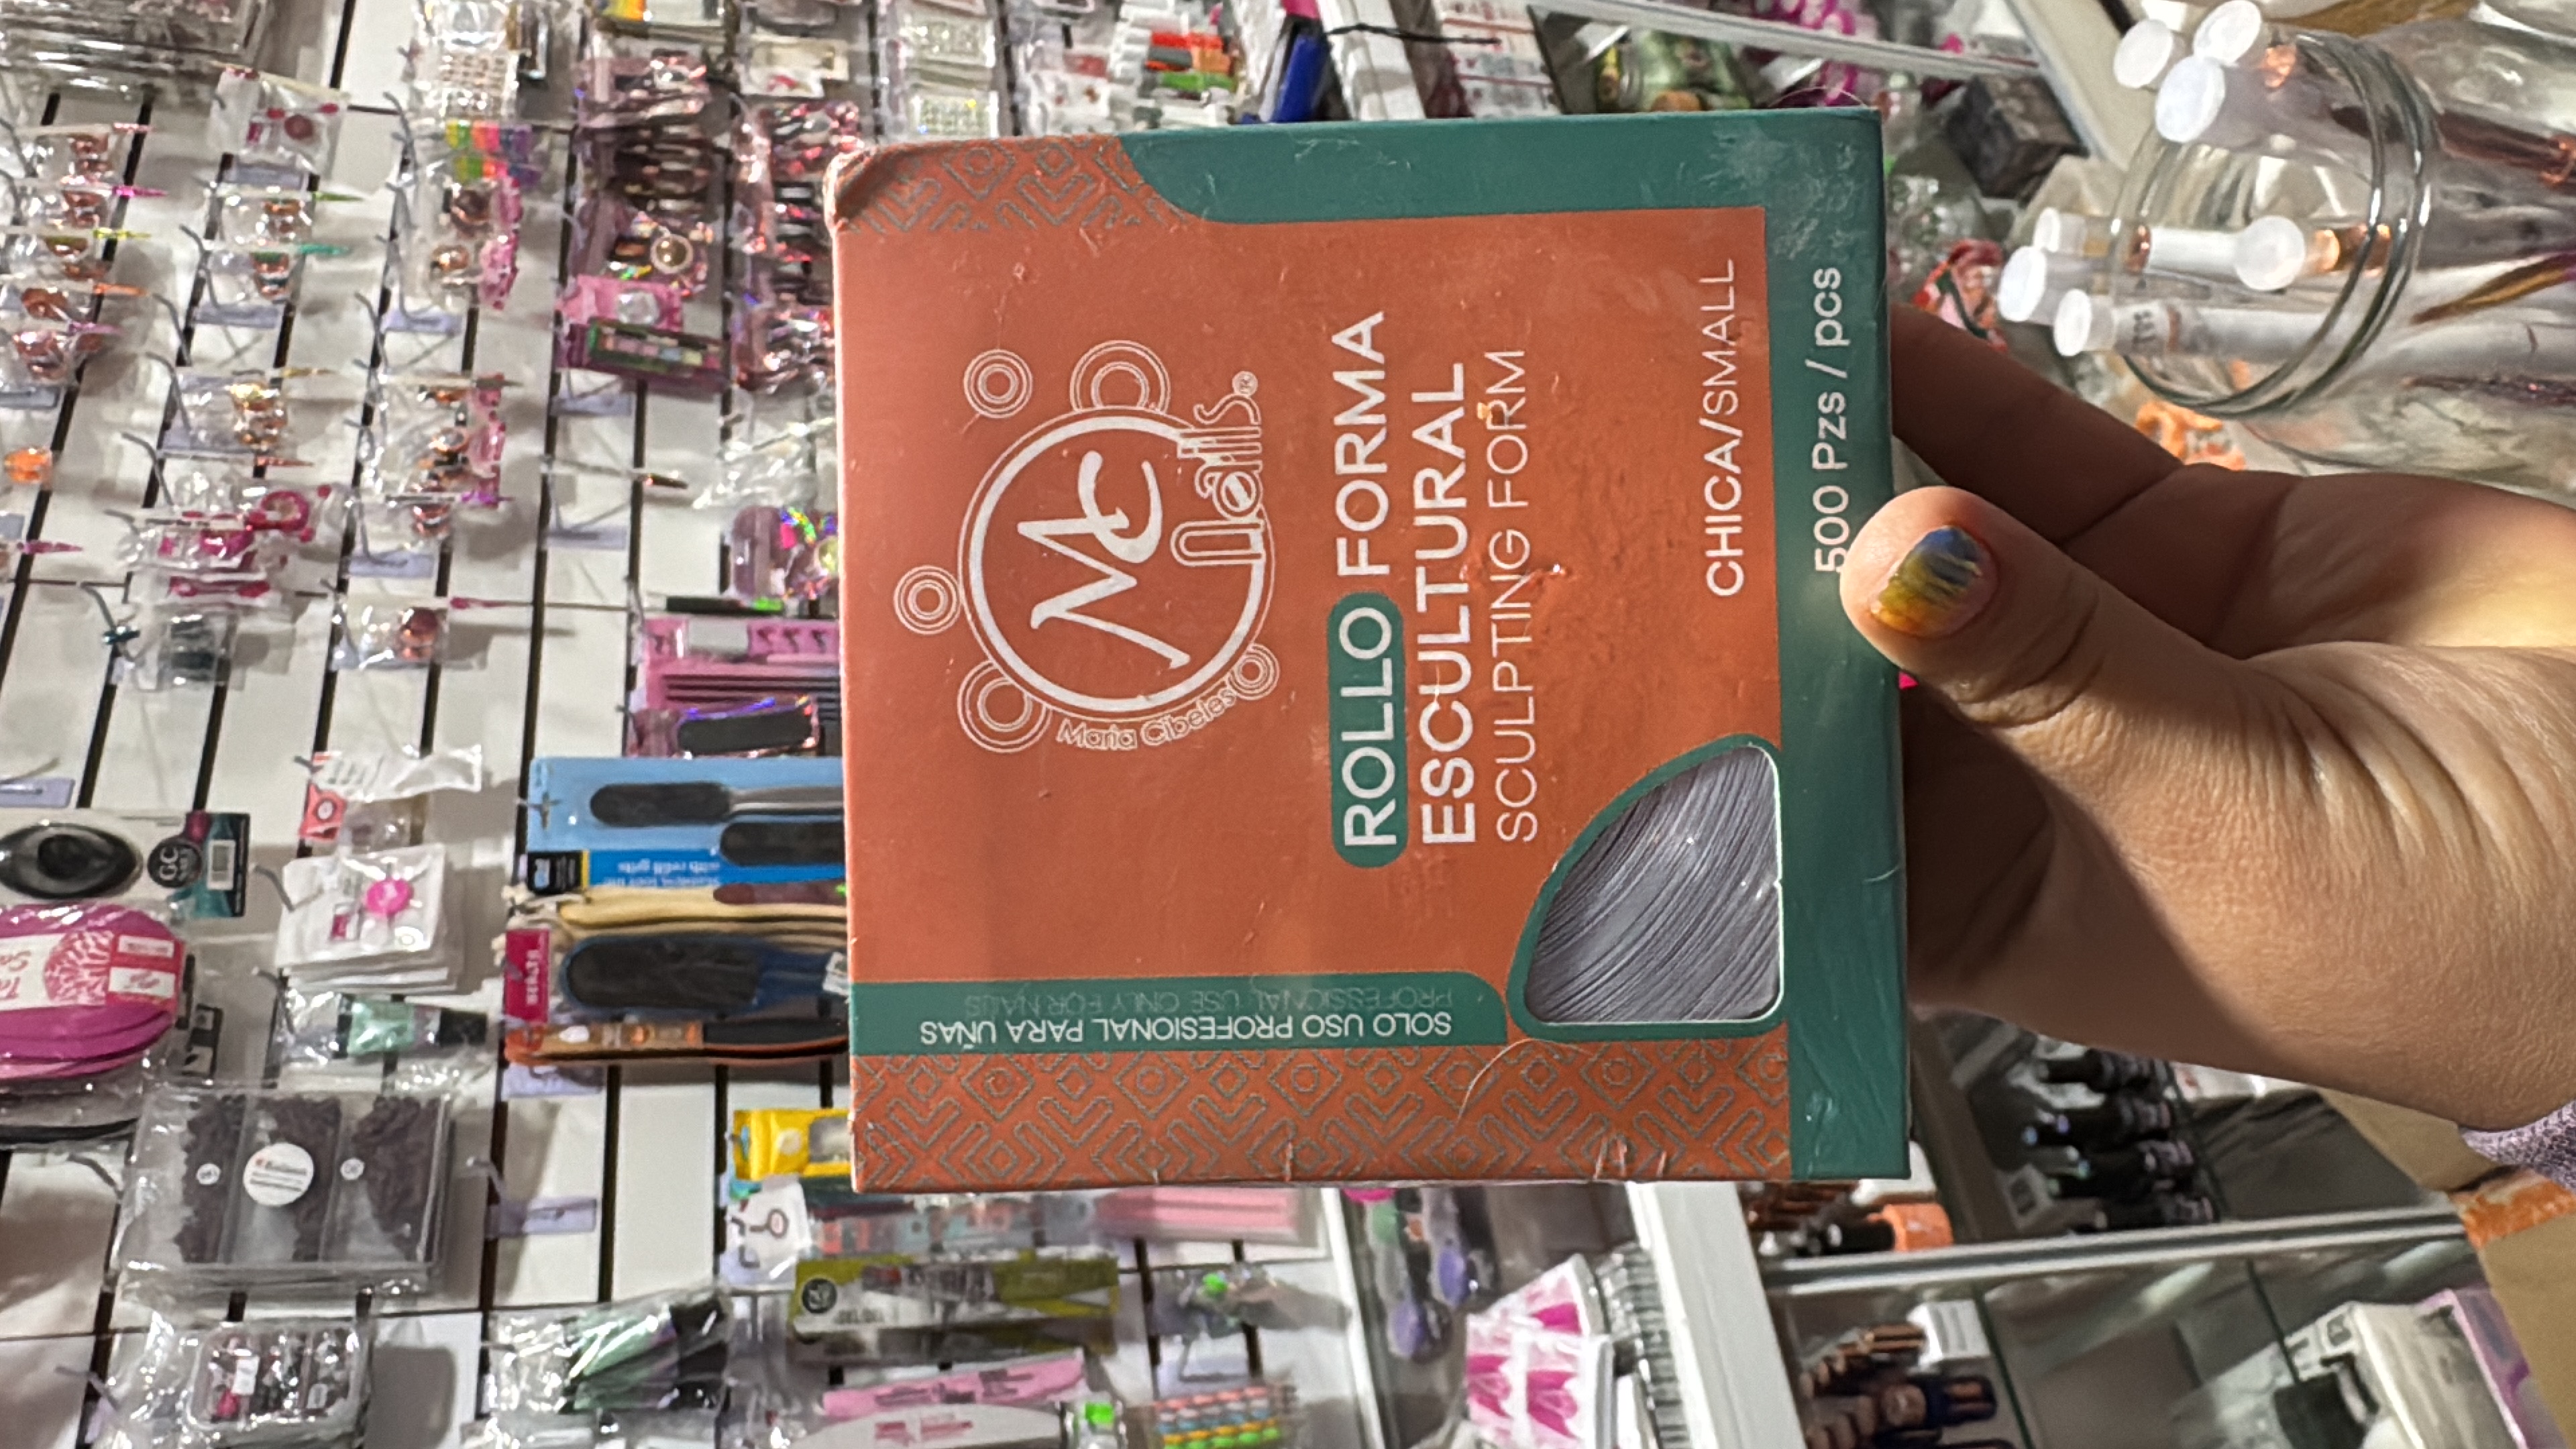 Mc
nails®
Maria Cibeles
ROLLO FORMA
ESCULTURAL
SCULPTING FORM
CHICA/SMALL
500 Pzs / pcs
SOLO USO PROFESIONAL PARA UÑAS
PROFESSIONAL USE ONLY FOR NAILS
GC